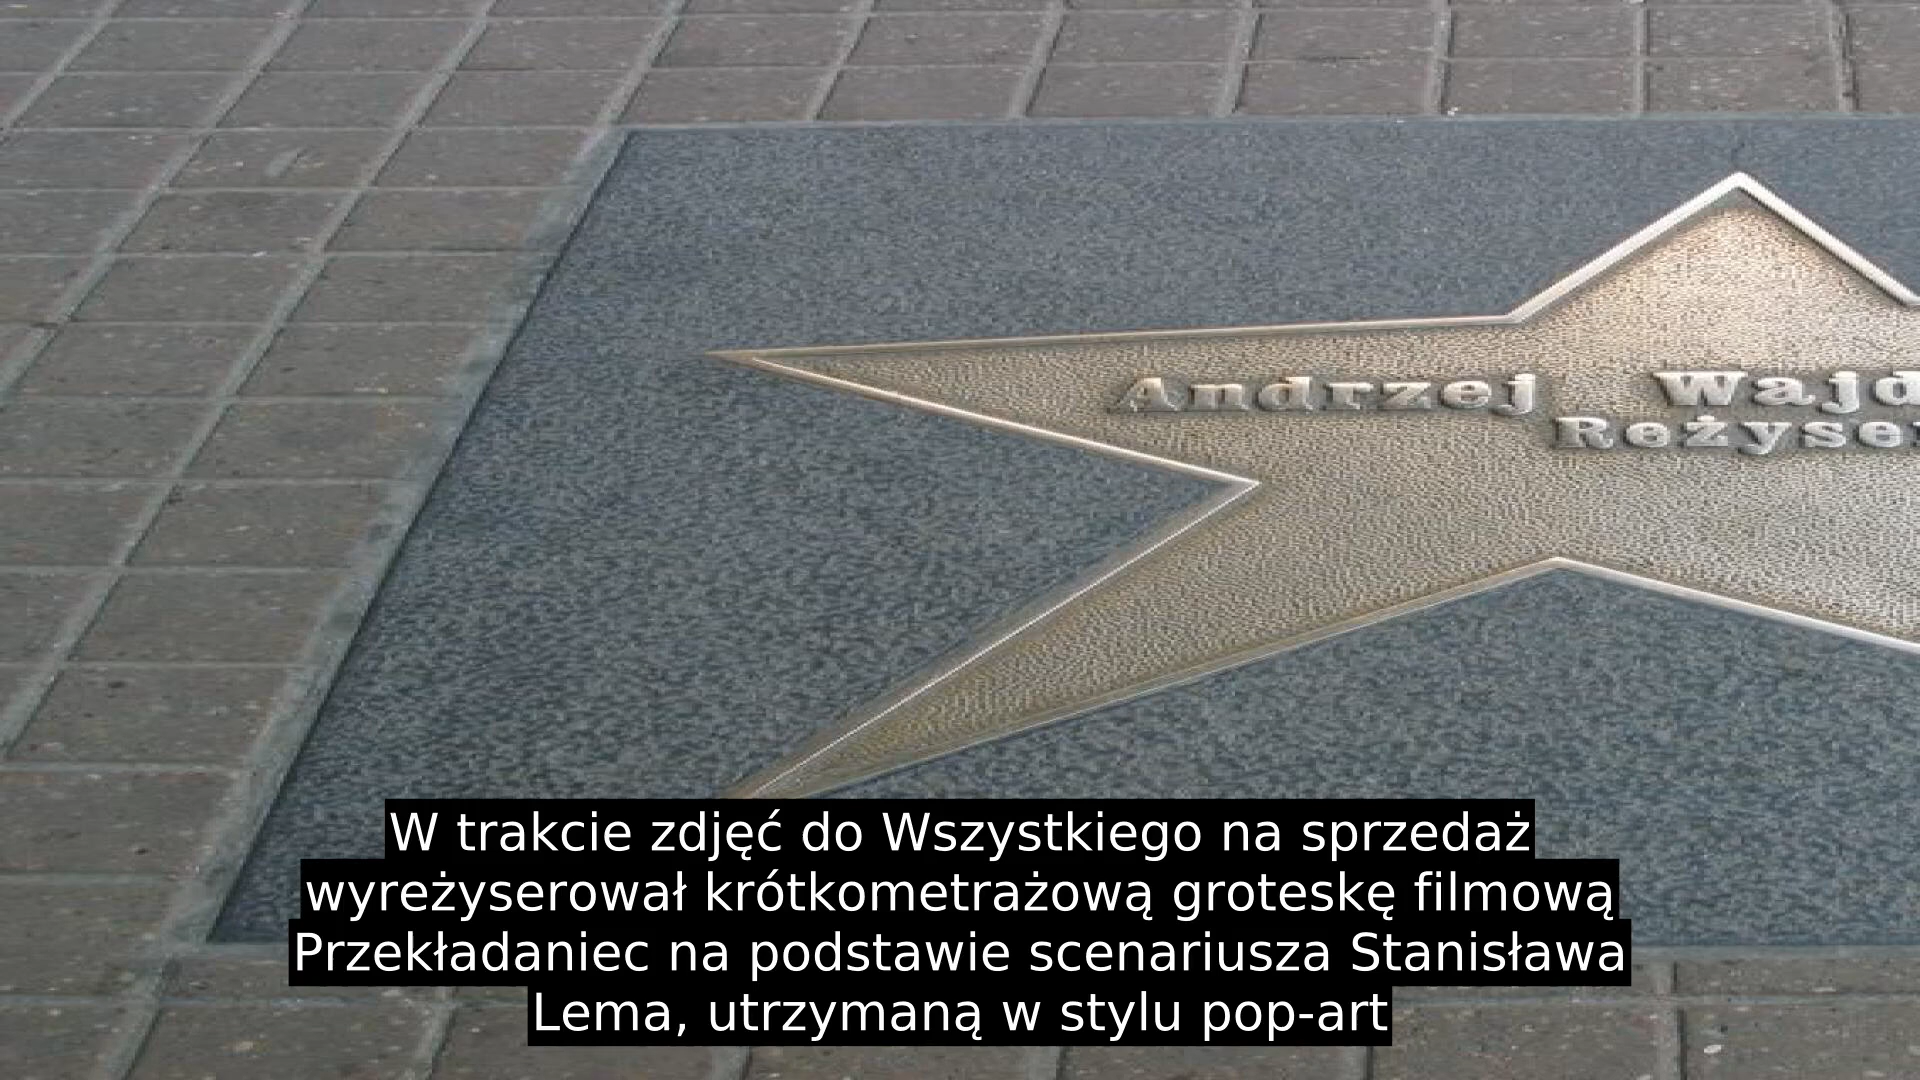 Andrzej Wajd
Reżyser
W trakcie zdjęć do Wszystkiego na sprzedaż
wyreżyserował krótkometrażową groteskę filmową
Przekładaniec na podstawie scenariusza Stanisława
Lema, utrzymaną w stylu pop-art